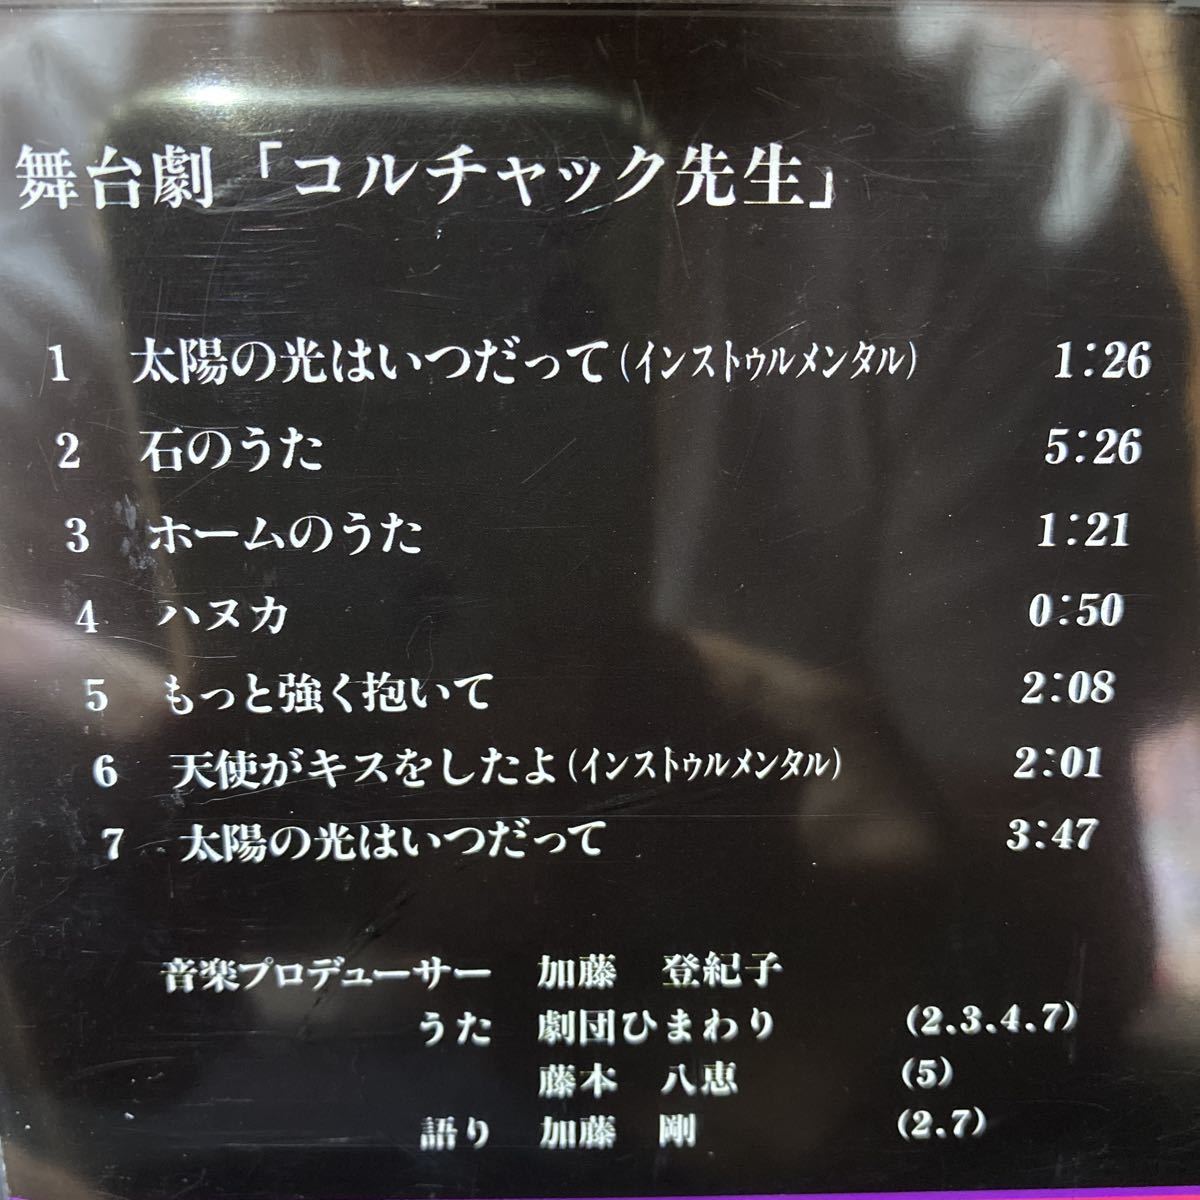 舞台劇「コルチャック先生」
1 太陽の光はいつだって(インストゥルメンタル) 1:26
2 石のうた 5:26
3 ホームのうた 1:21
4 ハヌカ 0:50
5 もっと強く抱いて 2:08
6 天使がキスをしたよ(インストゥルメンタル) 2:01
7 太陽の光はいつだって 3:47
音楽プロデューサー 加藤 登紀子
うた 劇団ひまわり (2.3.4.7)
藤本 八恵 (5)
語り 加藤 剛 (2.7)